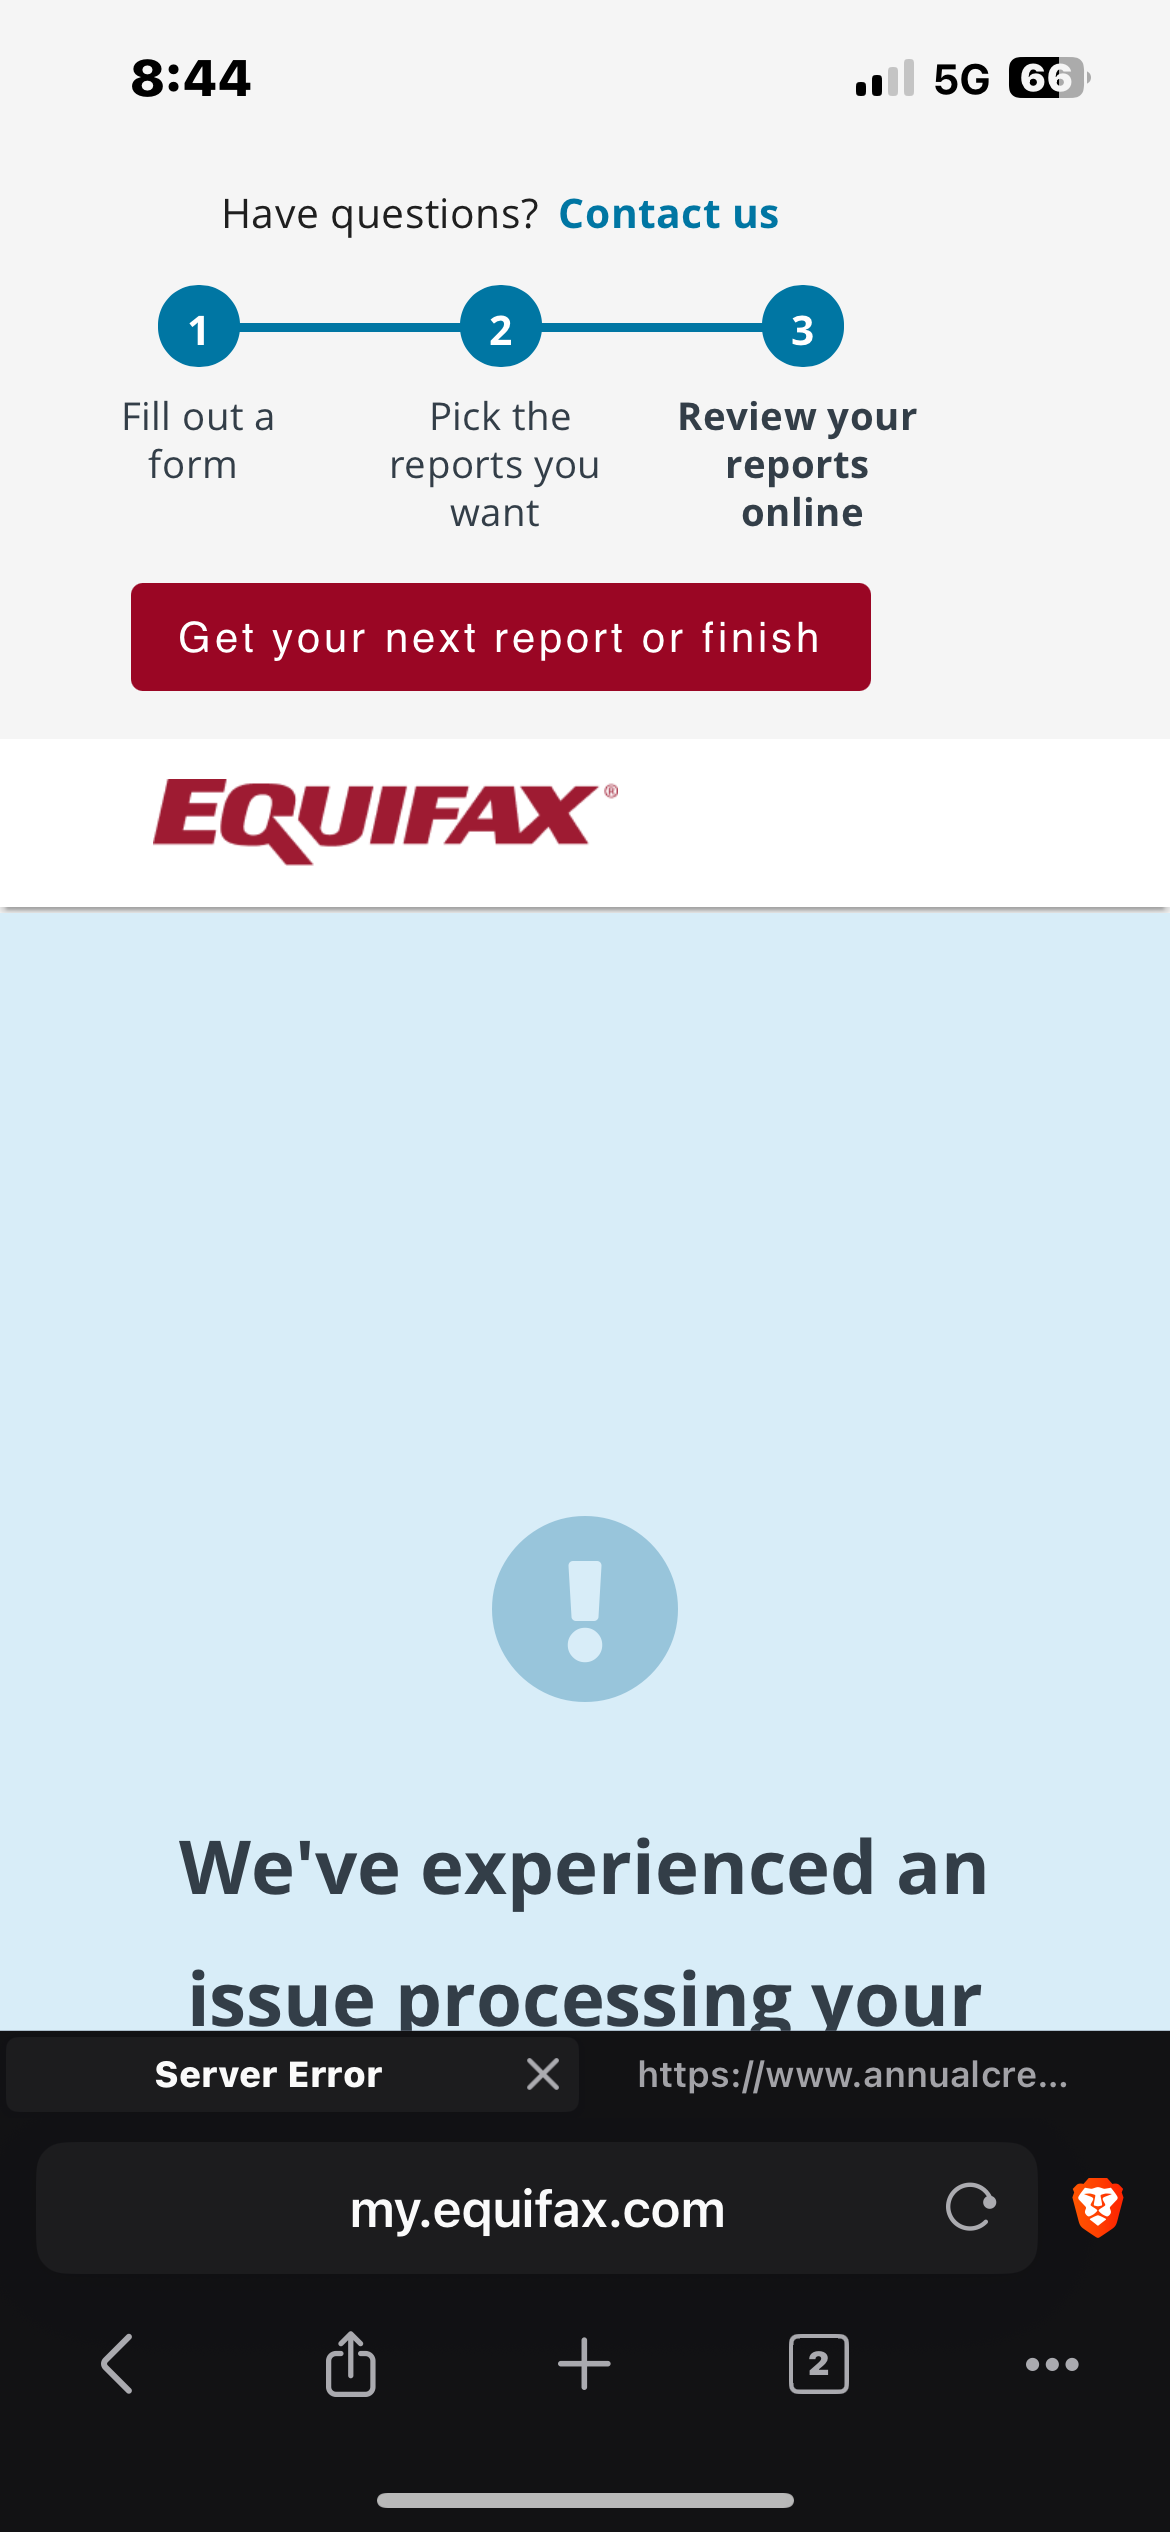 8:44
5G 66
Have questions? Contact us
1 2 3
Fill out a form
Pick the reports you want
Review your reports online
Get your next report or finish
EQUIFAX®
We've experienced an
issue processing your
Server Error
https://www.annualcre...
my.equifax.com
2